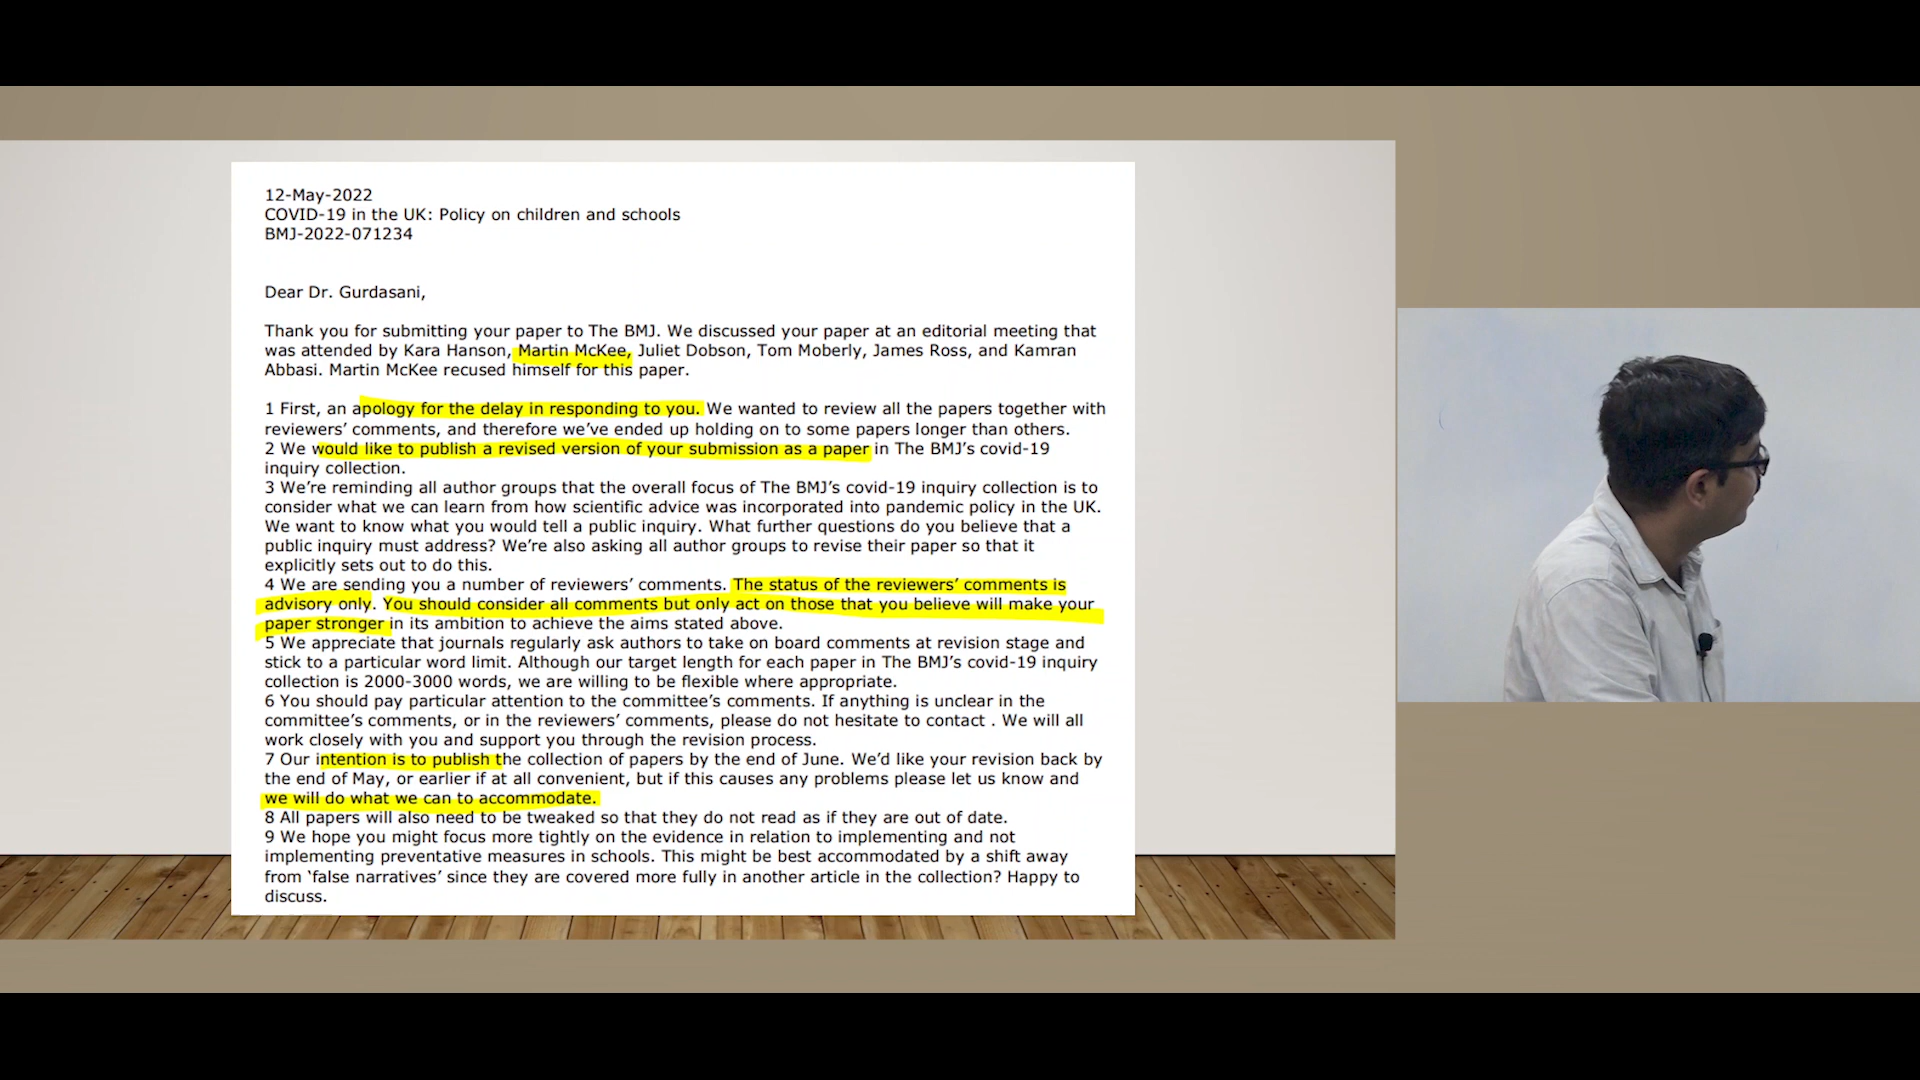 12-May-2022
COVID-19 in the UK: Policy on children and schools
BMJ-2022-071234
Dear Dr. Gurdasani,
Thank you for submitting your paper to The BMJ. We discussed your paper at an editorial meeting that
was attended by Kara Hanson, Martin McKee, Juliet Dobson, Tom Moberly, James Ross, and Kamran
Abbasi. Martin McKee recused himself for this paper.
1 First, an apology for the delay in responding to you. We wanted to review all the papers together with
reviewers’ comments, and therefore we’ve ended up holding on to some papers longer than others.
2 We would like to publish a revised version of your submission as a paper in The BMJ’s covid-19
inquiry collection.
3 We’re reminding all author groups that the overall focus of The BMJ’s covid-19 inquiry collection is to
consider what we can learn from how scientific advice was incorporated into pandemic policy in the UK.
We want to know what you would tell a public inquiry. What further questions do you believe that a
public inquiry must address? We’re also asking all author groups to revise their paper so that it
explicitly sets out to do this.
4 We are sending you a number of reviewers’ comments. The status of the reviewers’ comments is
advisory only. You should consider all comments but only act on those that you believe will make your
paper stronger in its ambition to achieve the aims stated above.
5 We appreciate that journals regularly ask authors to take on board comments at revision stage and
stick to a particular word limit. Although our target length for each paper in The BMJ’s covid-19 inquiry
collection is 2000-3000 words, we are willing to be flexible where appropriate.
6 You should pay particular attention to the committee’s comments. If anything is unclear in the
committee’s comments, or in the reviewers’ comments, please do not hesitate to contact . We will all
work closely with you and support you through the revision process.
7 Our intention is to publish the collection of papers by the end of June. We’d like your revision back by
the end of May, or earlier if at all convenient, but if this causes any problems please let us know and
we will do what we can to accommodate.
8 All papers will also need to be tweaked so that they do not read as if they are out of date.
9 We hope you might focus more tightly on the evidence in relation to implementing and not
implementing preventative measures in schools. This might be best accommodated by a shift away
from ‘false narratives’ since they are covered more fully in another article in the collection? Happy to
discuss.